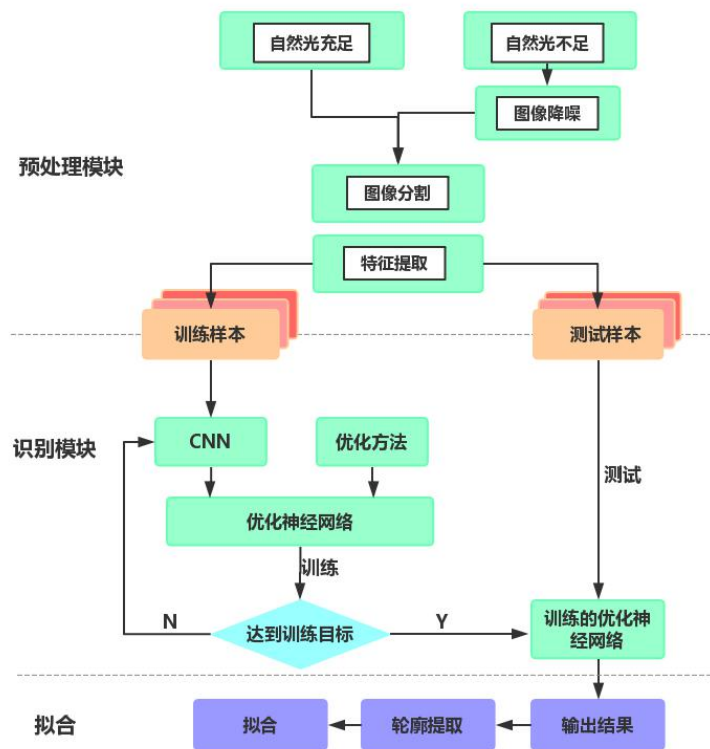 自然光充足
自然光不足
图像降噪
预处理模块
图像分割
特征提取
训练样本
测试样本
CNN
优化方法
识别模块
测试
优化神经网络
训练
N
达到训练目标
Y
训练的优化神
经网络
拟合
拟合
轮廓提取
输出结果